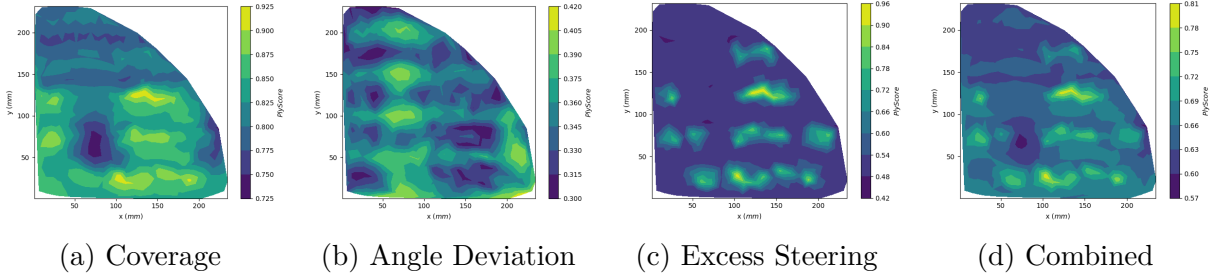 200
150
100
50
y (mm)
50 100 150 200
x (mm)
0.925
0.900
0.875
0.850
0.825
0.800
0.775
0.750
0.725
PlyScore
200
150
100
50
y (mm)
50 100 150 200
x (mm)
0.420
0.405
0.390
0.375
0.360
0.345
0.330
0.315
0.300
PlyScore
200
150
100
50
y (mm)
50 100 150 200
x (mm)
0.96
0.90
0.84
0.78
0.72
0.66
0.60
0.54
0.48
0.42
PlyScore
200
150
100
50
y (mm)
50 100 150 200
x (mm)
0.81
0.78
0.75
0.72
0.69
0.66
0.63
0.60
0.57
PlyScore
(a) Coverage
(b) Angle Deviation
(c) Excess Steering
(d) Combined